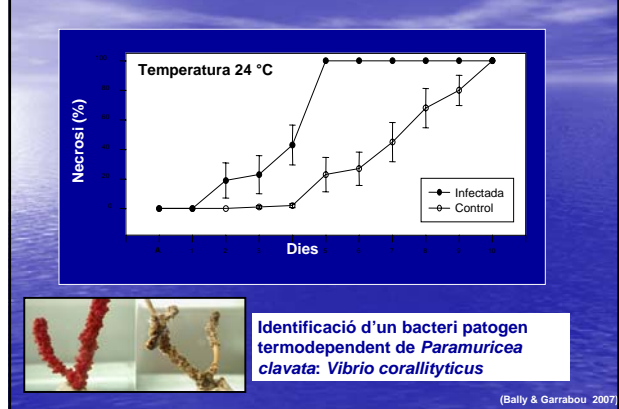 Temperatura 24 °C
Necrosi (%)
Infectada
Control
Dies
Identificació d'un bacteri patogen
termodependent de Paramuricea
clavata: Vibrio corallityticus
(Bally & Garrabou 2007)